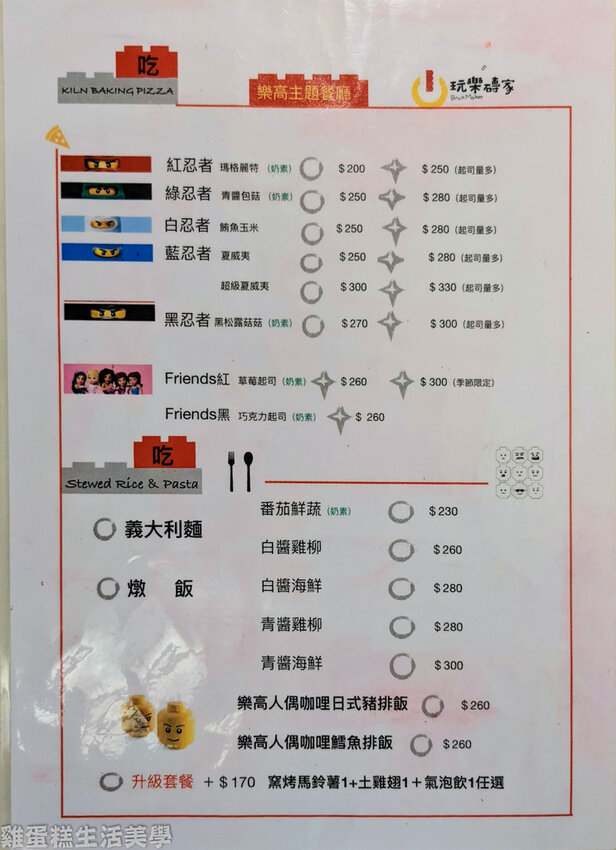 吃
KILN BAKING PIZZA
樂高主題餐廳
玩樂磚家
BrickMaker
紅忍者 瑪格麗特 (奶素) $200 $250 (起司量多)
綠忍者 青醬包菇 (奶素) $250 $280 (起司量多)
白忍者 鮪魚玉米 $250 $280 (起司量多)
藍忍者 夏威夷 $250 $280 (起司量多)
超級夏威夷 $300 $330 (起司量多)
黑忍者 黑松露菇菇 (奶素) $270 $300 (起司量多)
Friends紅 草莓起司 (奶素) $260 $300 (季節限定)
Friends黑 巧克力起司 (奶素) $260
吃
Stewed Rice & Pasta
義大利麵
燉 飯
番茄鮮蔬 (奶素) $230
白醬雞柳 $260
白醬海鮮 $280
青醬雞柳 $280
青醬海鮮 $300
樂高人偶咖哩日式豬排飯 $260
樂高人偶咖哩鱈魚排飯 $260
升級套餐 + $170 窯烤馬鈴薯1+土雞翅1+氣泡飲1任選
雞蛋糕生活美學